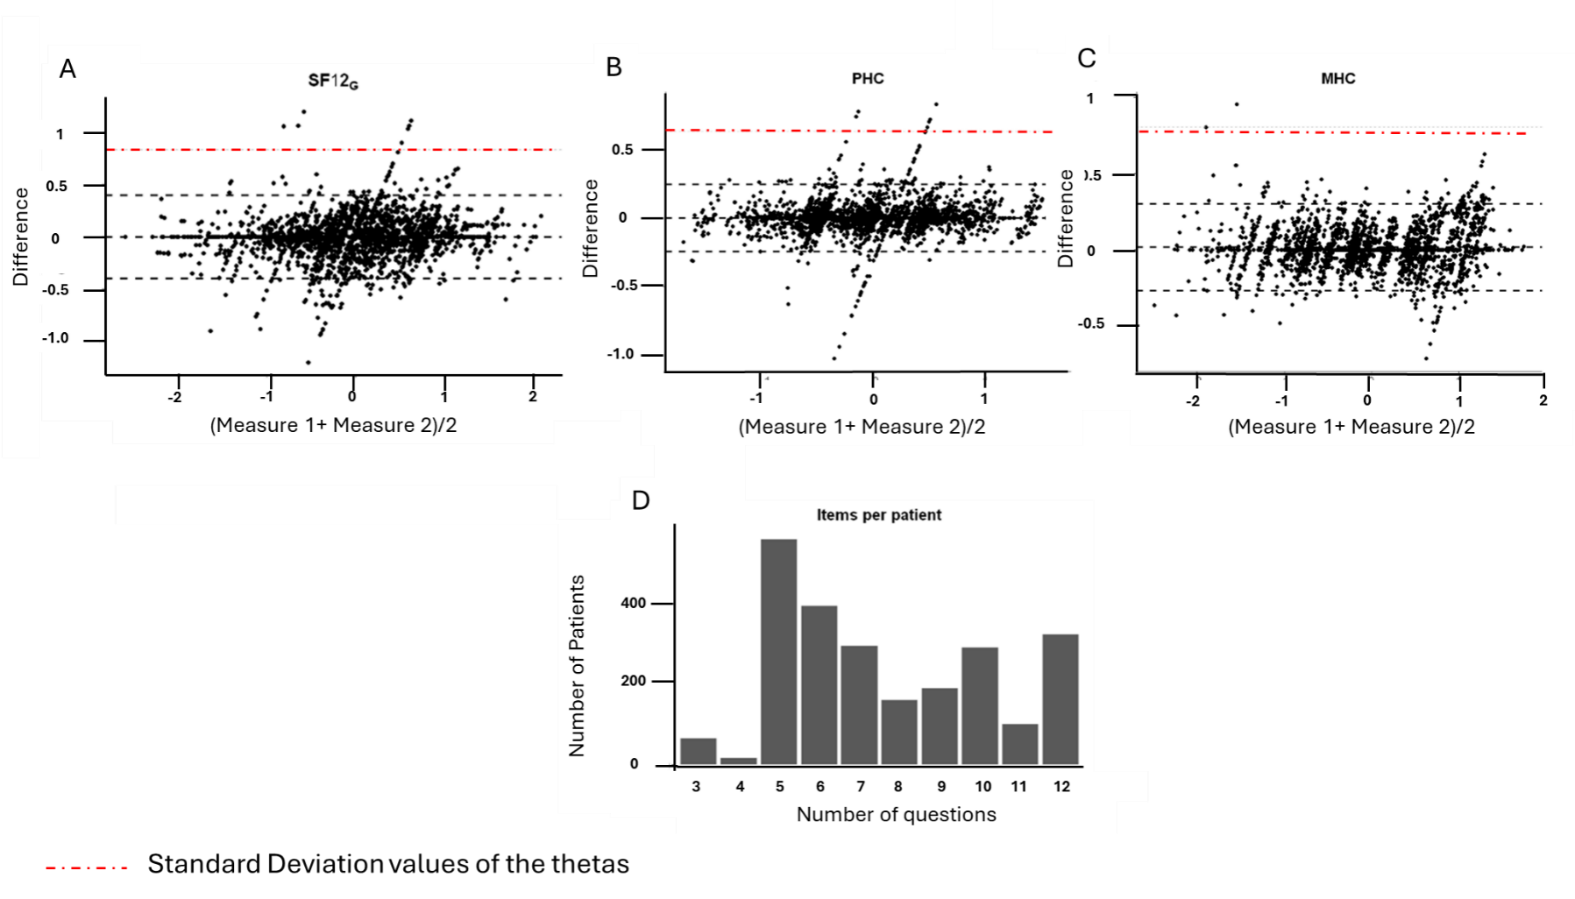 A
SF12G
1
0.5
0
-0.5
-1.0
-2
-1
0
1
2
Difference
(Measure 1+ Measure 2)/2
B
PHC
0.5
0
-0.5
-1.0
-1
0
1
Difference
(Measure 1+ Measure 2)/2
C
MHC
1
.5
0
-0.5
-2
-1
0
1
2
Difference
(Measure 1+ Measure 2)/2
D
Items per patient
400
200
0
3 4 5 6 7 8 9 10 11 12
Number of Patients
Number of questions
Standard Deviation values of the thetas